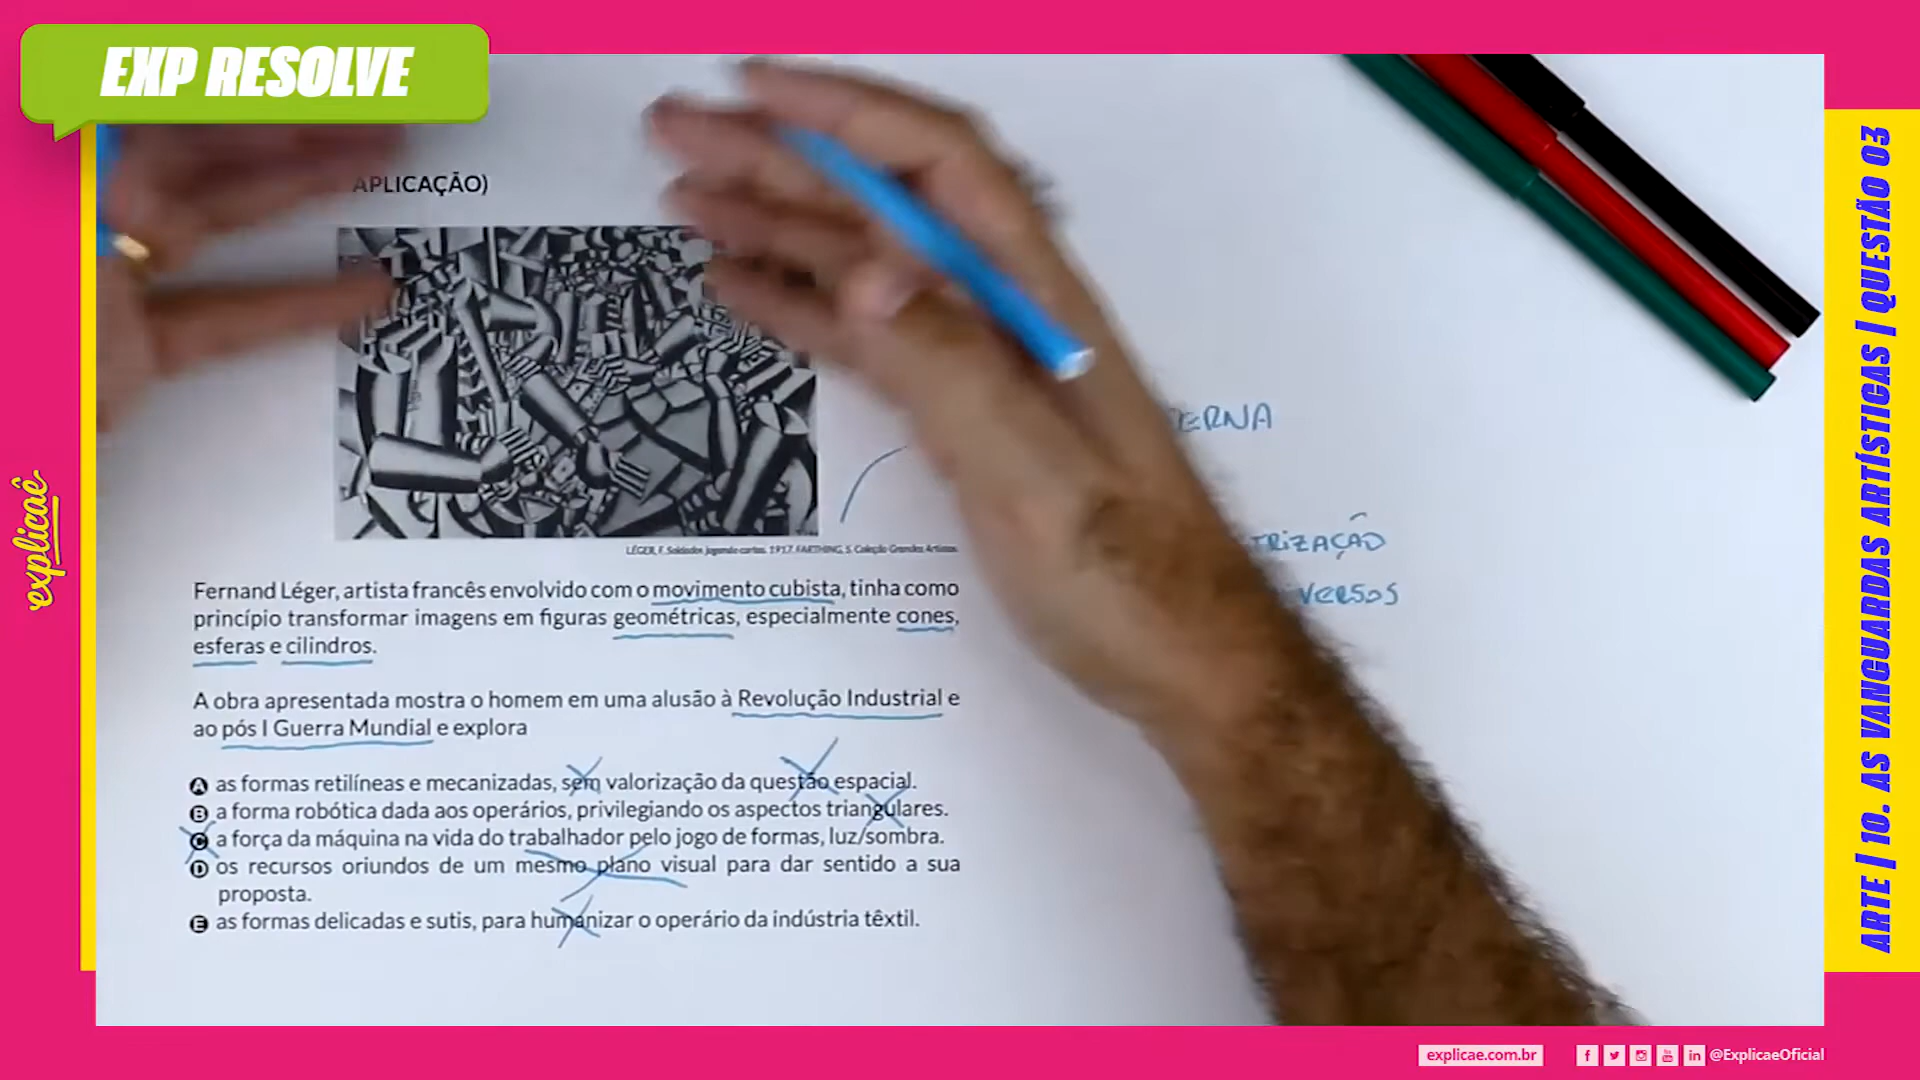 EXP RESOLVE
APLICAÇÃO)
ERNA
TRIZAÇÃO
VERSOS
LÉGER, F. Soldados jogando cartas. 1917. FARTHING, S. Coleção Grandes Artistas.
Fernand Léger, artista francês envolvido com o movimento cubista, tinha como
princípio transformar imagens em figuras geométricas, especialmente cones,
esferas e cilindros.
A obra apresentada mostra o homem em uma alusão à Revolução Industrial e
ao pós I Guerra Mundial e explora
A as formas retilíneas e mecanizadas, sem valorização da questão espacial.
B a forma robótica dada aos operários, privilegiando os aspectos triangulares.
C a força da máquina na vida do trabalhador pelo jogo de formas, luz/sombra.
D os recursos oriundos de um mesmo plano visual para dar sentido a sua
proposta.
E as formas delicadas e sutis, para humanizar o operário da indústria têxtil.
explicaê
ARTE | 10. AS VANGUARDAS ARTÍSTICAS | QUESTÃO 03
explicae.com.br
@ExplicaeOficial